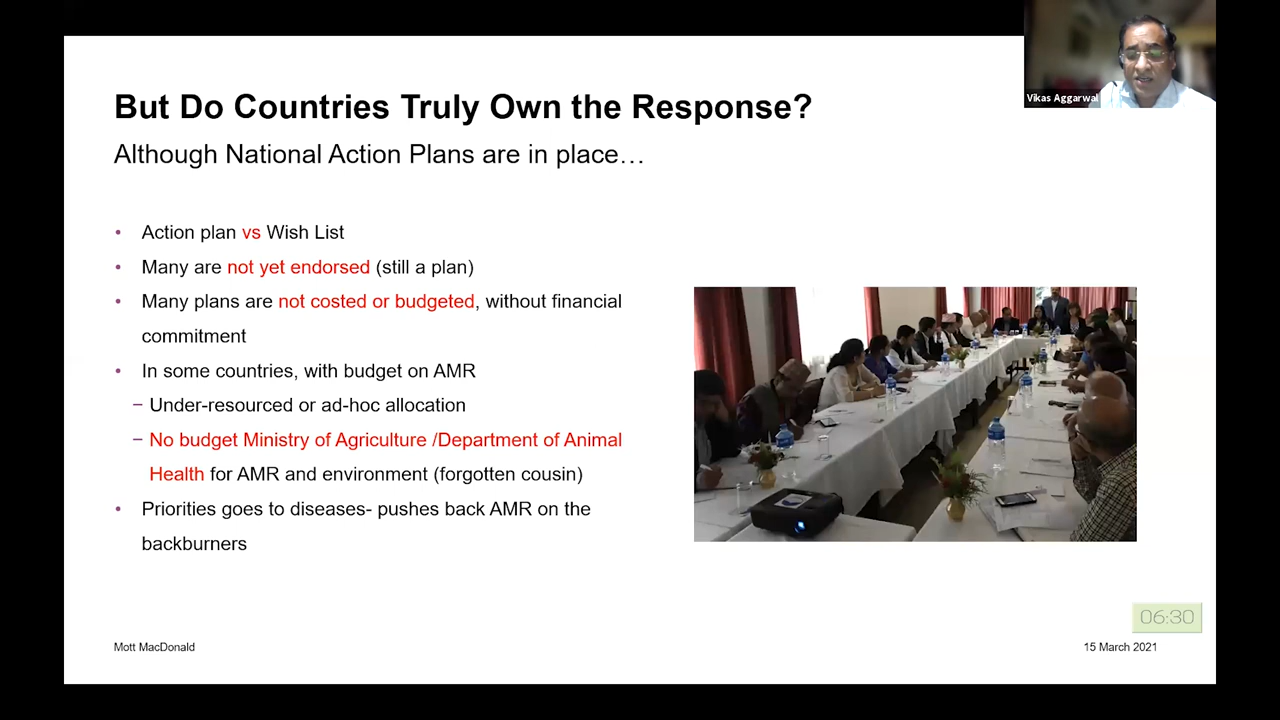 Vikas Aggarwal
But Do Countries Truly Own the Response?
Although National Action Plans are in place…
• Action plan vs Wish List
• Many are not yet endorsed (still a plan)
• Many plans are not costed or budgeted, without financial
commitment
• In some countries, with budget on AMR
− Under-resourced or ad-hoc allocation
− No budget Ministry of Agriculture /Department of Animal
Health for AMR and environment (forgotten cousin)
• Priorities goes to diseases- pushes back AMR on the
backburners
06:30
Mott MacDonald
15 March 2021